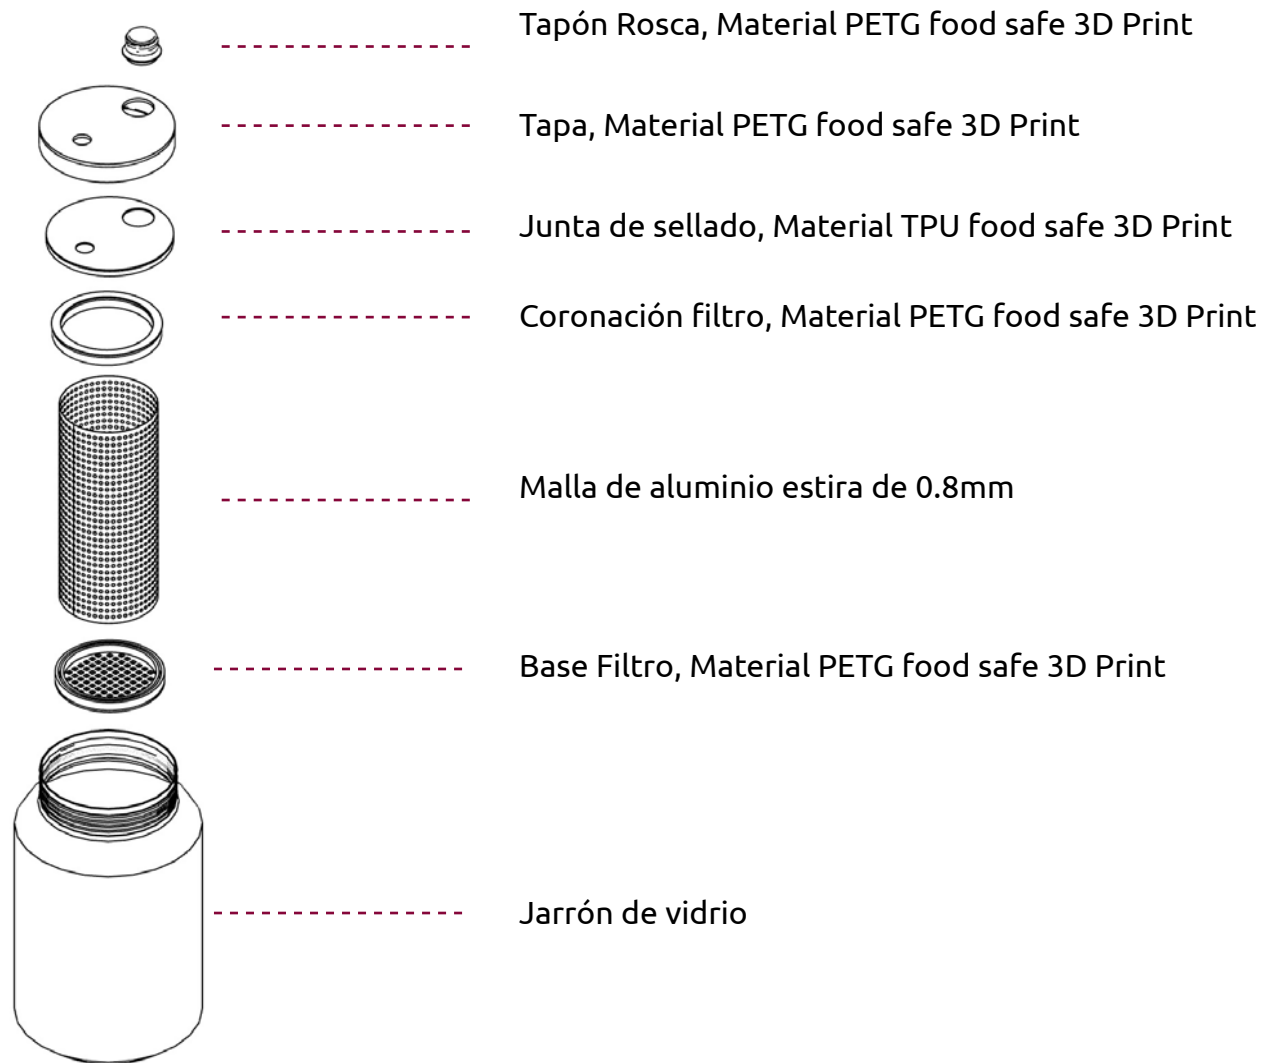 Tapón Rosca, Material PETG food safe 3D Print
Tapa, Material PETG food safe 3D Print
Junta de sellado, Material TPU food safe 3D Print
Coronación filtro, Material PETG food safe 3D Print
Malla de aluminio estira de 0.8mm
Base Filtro, Material PETG food safe 3D Print
Jarrón de vidrio